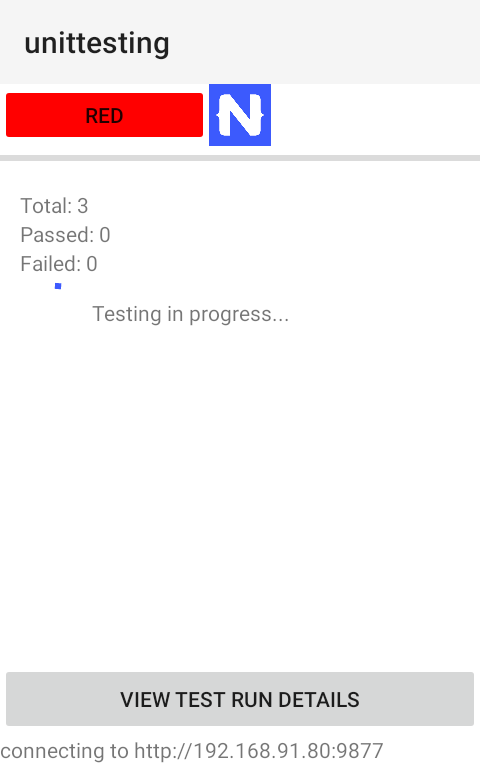 unittesting
RED
N
Total: 3
Passed: 0
Failed: 0
Testing in progress...
VIEW TEST RUN DETAILS
connecting to http://192.168.91.80:9877